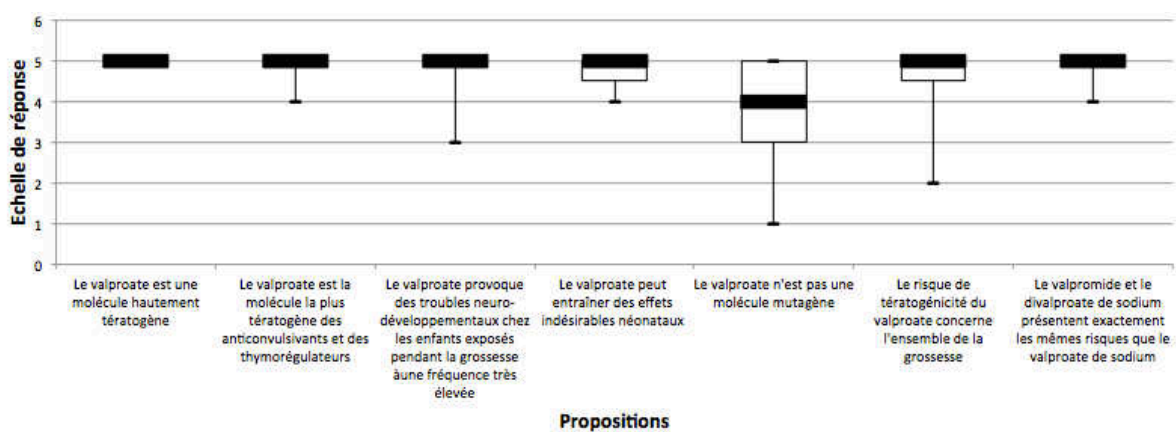 Echelle de réponse
6
5
4
3
2
1
0
Le valproate est une
molécule hautement
tératogène
Le valproate est la
molécule la plus
tératogène des
anticonvulsivants et des
thymorégulateurs
Le valproate provoque
des troubles neuro-
développementaux chez
les enfants exposés
pendant la grossesse
àune fréquence très
élevée
Le valproate peut
entraîner des effets
indésirables néonataux
Le valproate n'est pas une
molécule mutagène
Le risque de
tératogénicité du
valproate concerne
l'ensemble de la
grossesse
Le valpromide et le
divalproate de sodium
présentent exactement
les mêmes risques que le
valproate de sodium
Propositions